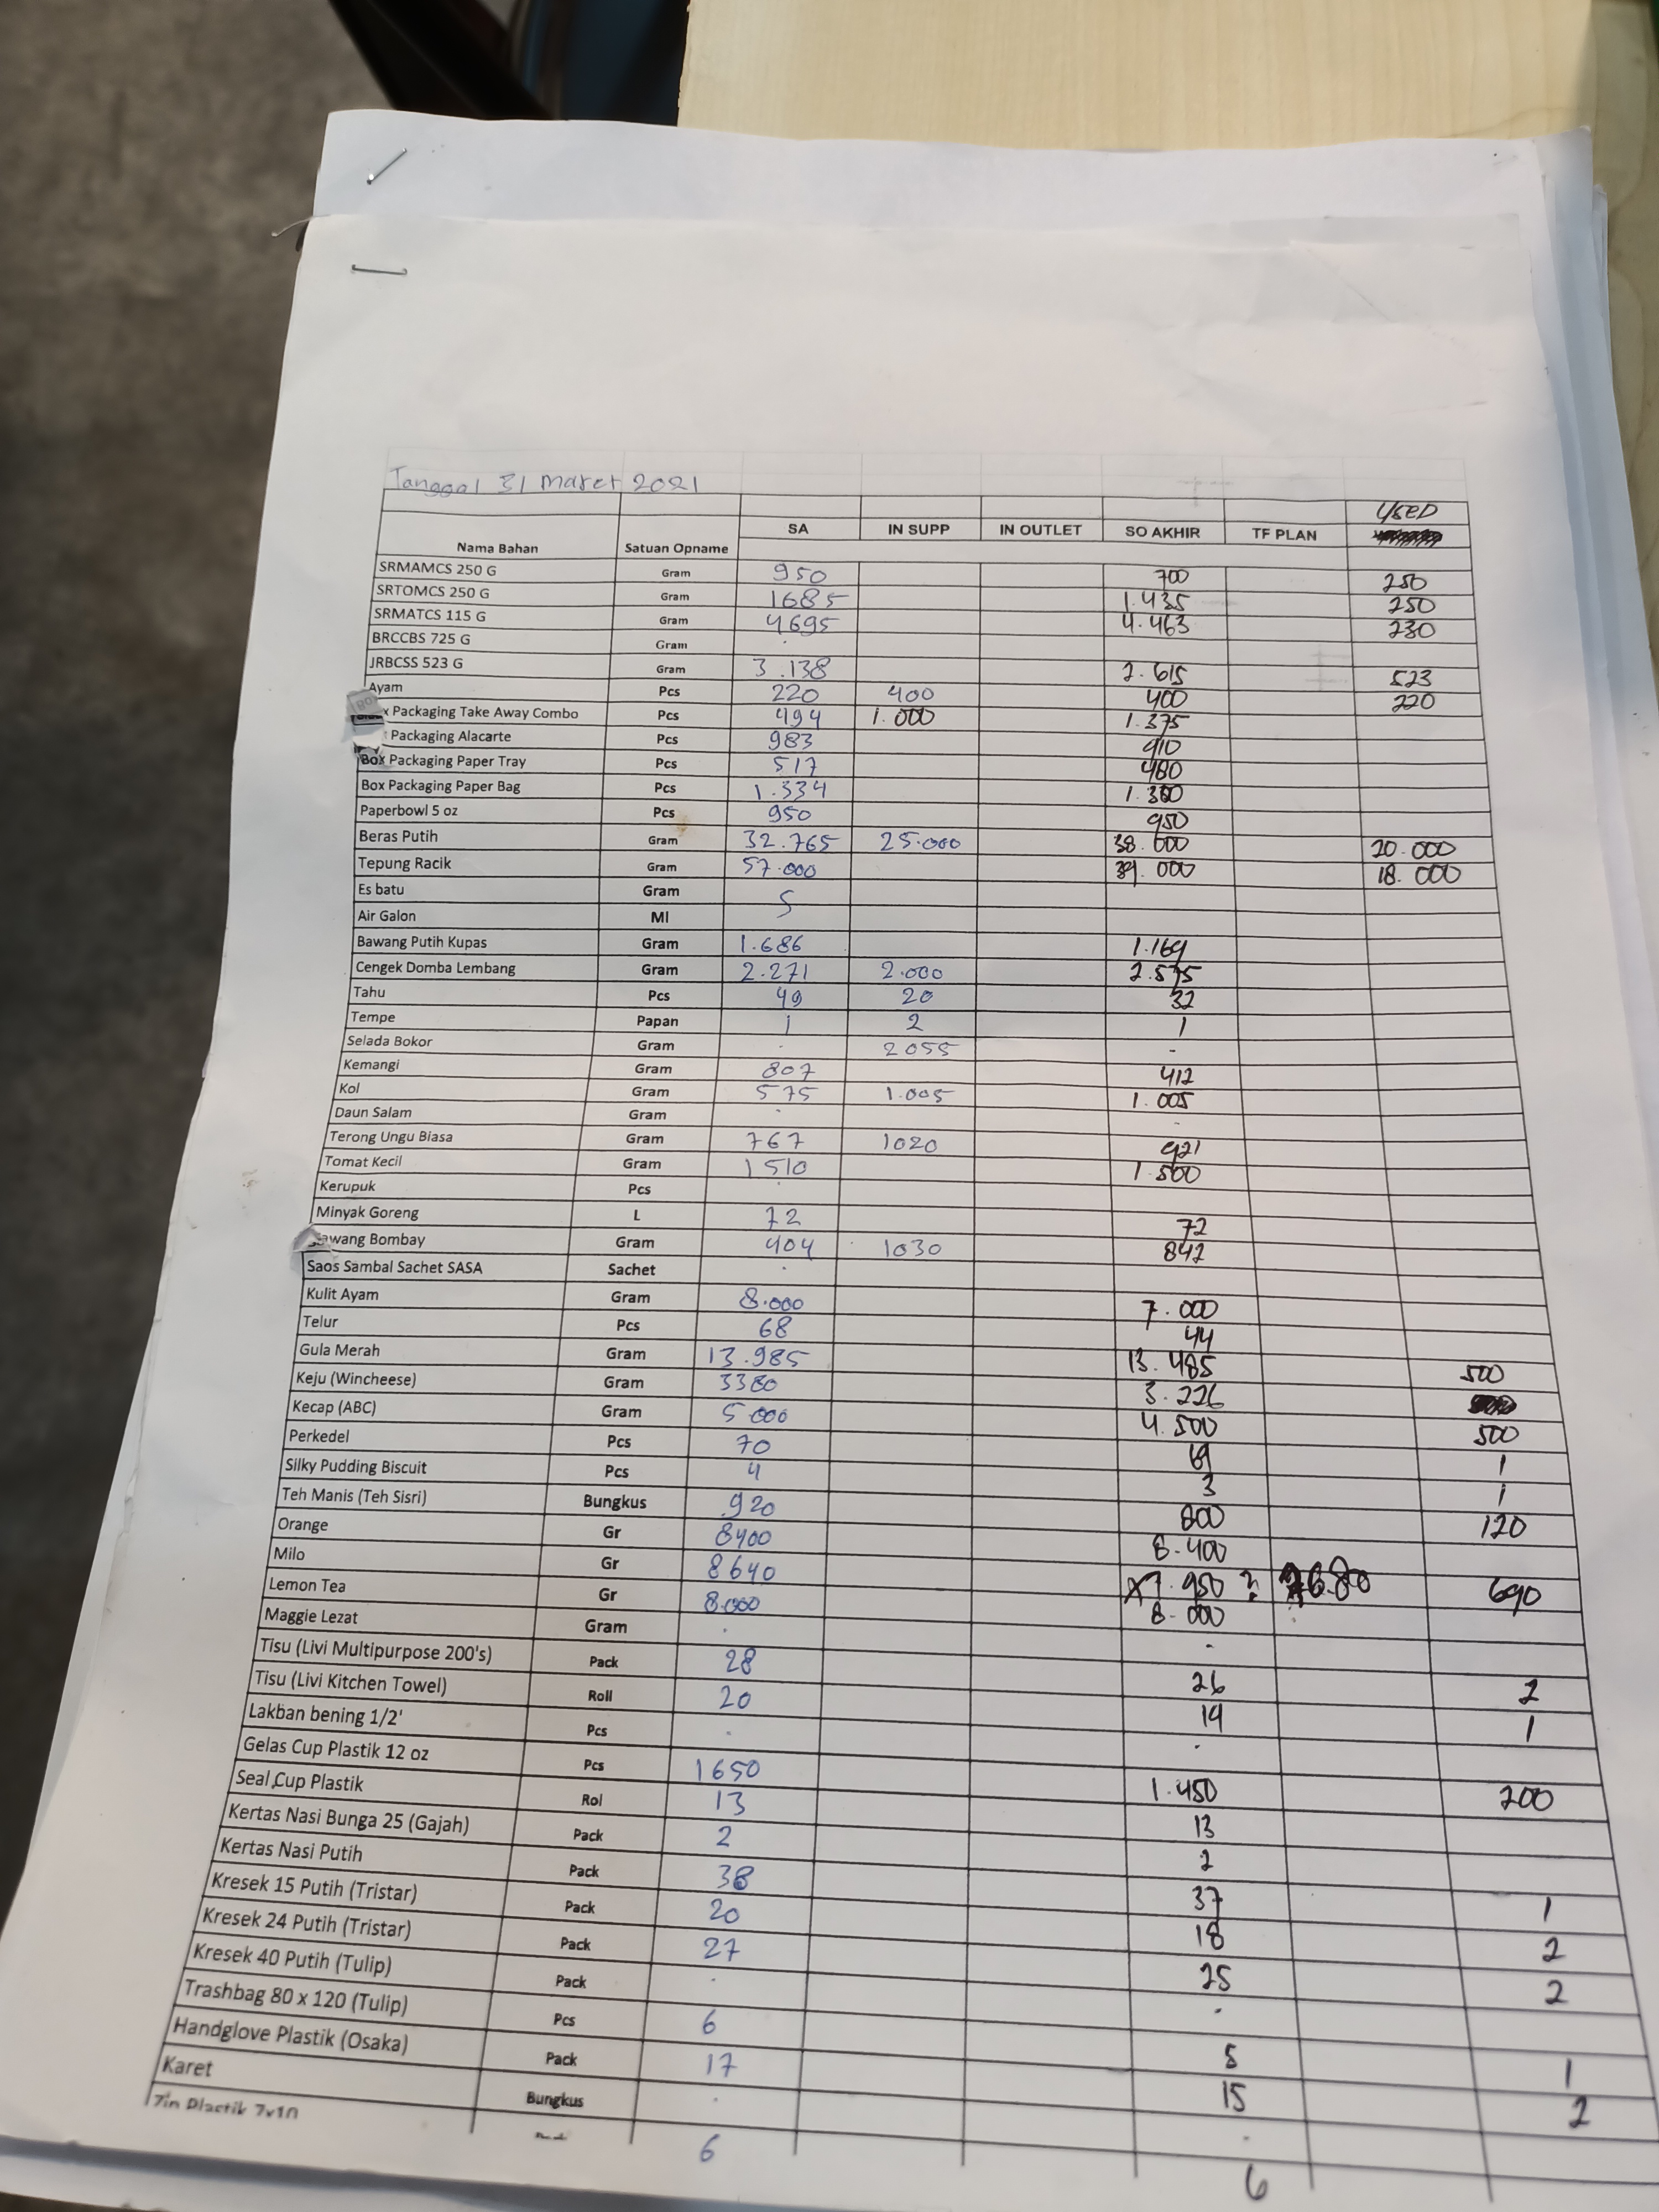 Tanggal 31 Maret 2021
USED
Nama Bahan Satuan Opname SA IN SUPP IN OUTLET SO AKHIR TF PLAN
SRMAMCS 250 G Gram 950 700 250
SRTOMCS 250 G Gram 1685 1.435 250
SRMATCS 115 G Gram 4695 4.463 230
BRCCBS 725 G Gram
JRBCSS 523 G Gram 3.138 2.615 523
Ayam Pcs 220 400 400 220
x Packaging Take Away Combo Pcs 494 1.000 1.375
Packaging Alacarte Pcs 983 910
Box Packaging Paper Tray Pcs 517 480
Box Packaging Paper Bag Pcs 1.334
Paperbowl 5 oz Pcs 950 950
Beras Putih Gram 32.765 25.000 38.000 20.000
Tepung Racik Gram 57.000 39.000 18.000
Es batu Gram 5
Air Galon Ml
Bawang Putih Kupas Gram 1.686 1.169
Cengek Domba Lembang Gram 2.271 2.000 2.575
Tahu Pcs 49 20 32
Tempe Papan 1 2 1
Selada Bokor Gram - 2055 -
Kemangi Gram 807 412
Kol Gram 575 1.005 1.005
Daun Salam Gram - -
Terong Ungu Biasa Gram 767 1020 921
Tomat Kecil Gram 1510 1.500
Kerupuk Pcs -
Minyak Goreng L 72 72
awang Bombay Gram 404 1030 842
Saos Sambal Sachet SASA Sachet -
Kulit Ayam Gram 8.000 7.000
Telur Pcs 68 44
Gula Merah Gram 13.985 13.485 500
Keju (Wincheese) Gram 3380 3.226
Kecap (ABC) Gram 5000 4.500 500
Perkedel Pcs 70 69 1
Silky Pudding Biscuit Pcs 4 3 1
Teh Manis (Teh Sisri) Bungkus 920 800 120
Orange Gr 8400 8.400
Milo Gr 8640 7.950 ? 7680 690
Lemon Tea Gr 8.000 8.000
Maggie Lezat Gram - -
Tisu (Livi Multipurpose 200's) Pack 28 26 2
Tisu (Livi Kitchen Towel) Roll 20 19 1
Lakban bening 1/2' Pcs - -
Gelas Cup Plastik 12 oz Pcs 1650 1.450 200
Seal Cup Plastik Rol 13 13
Kertas Nasi Bunga 25 (Gajah) Pack 2 2
Kertas Nasi Putih Pack 38 37 1
Kresek 15 Putih (Tristar) Pack 20 18 2
Kresek 24 Putih (Tristar) Pack 27 25 2
Kresek 40 Putih (Tulip) Pack - -
Trashbag 80 x 120 (Tulip) Pcs 6 5 1
Handglove Plastik (Osaka) Pack 17 15 2
Karet Bungkus - -
Zip Plastik 7x10 6 6